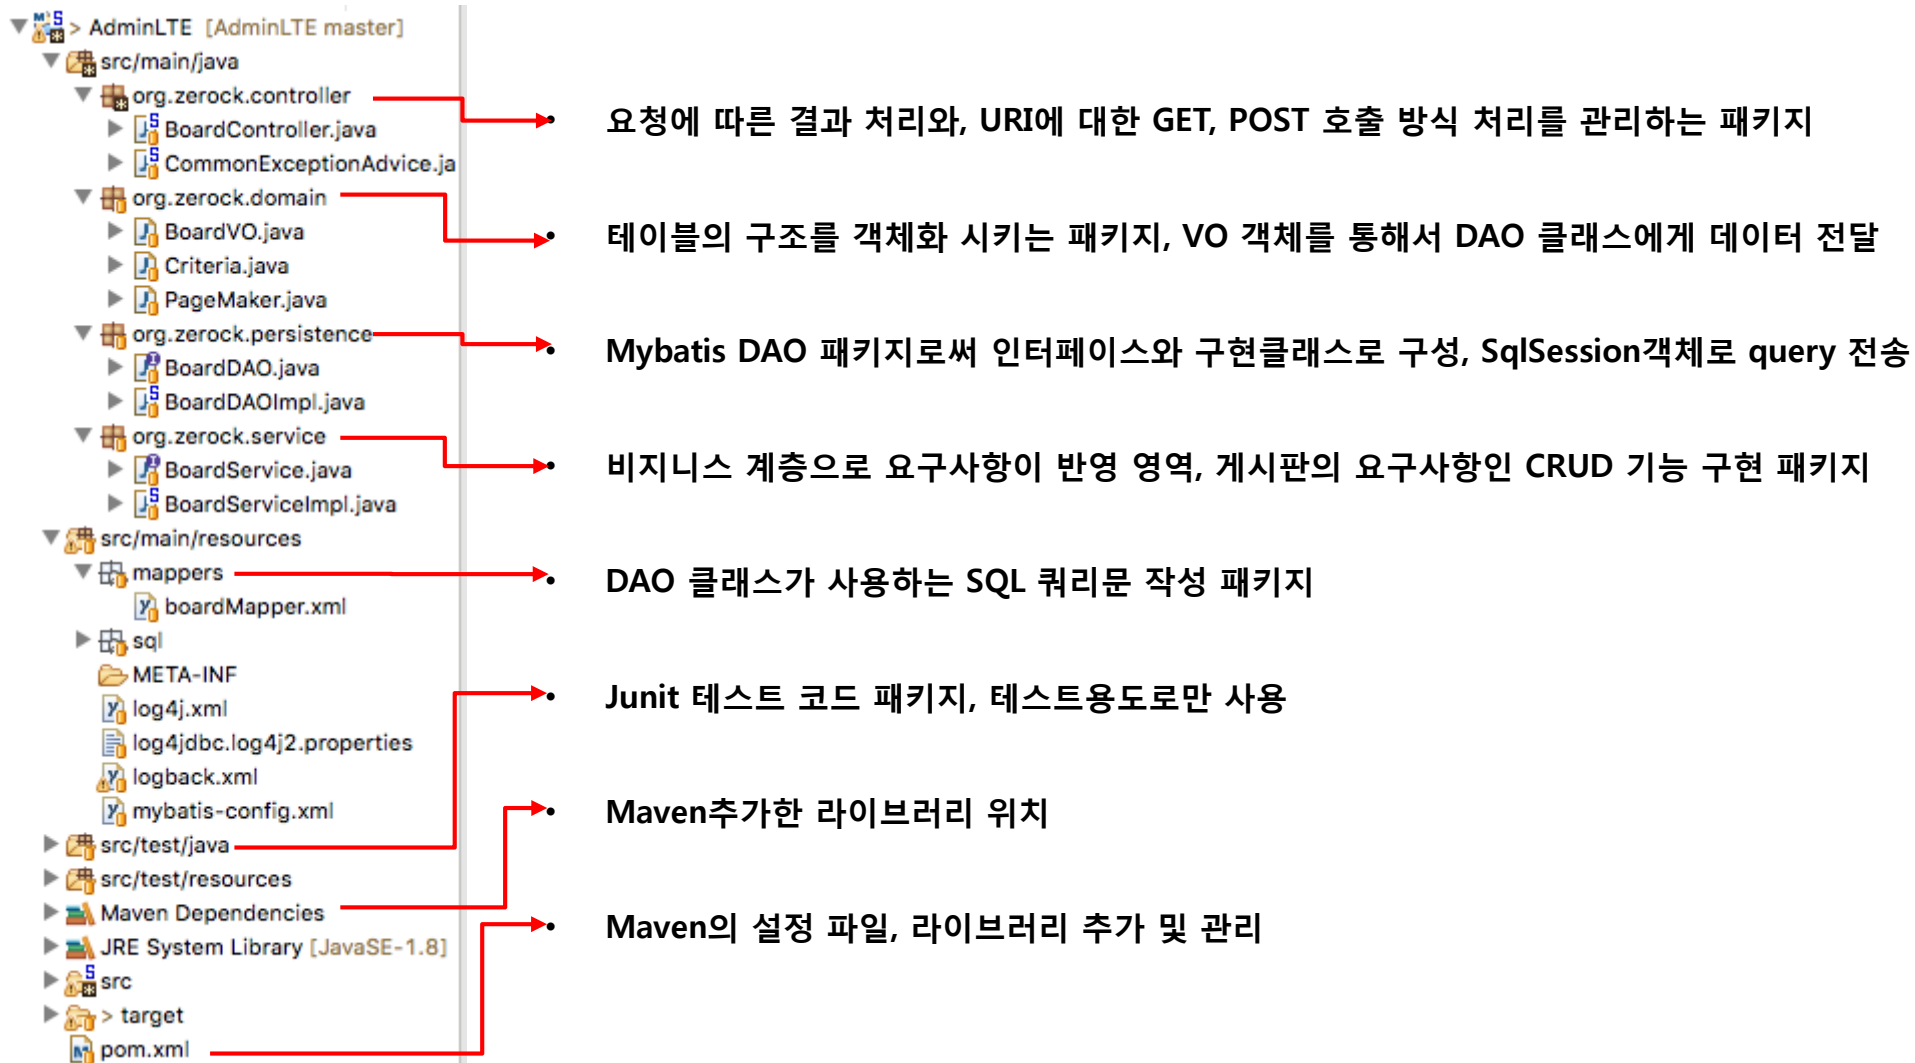 > AdminLTE [AdminLTE master]
src/main/java
org.zerock.controller
BoardController.java
CommonExceptionAdvice.ja
org.zerock.domain
BoardVO.java
Criteria.java
PageMaker.java
org.zerock.persistence
BoardDAO.java
BoardDAOImpl.java
org.zerock.service
BoardService.java
BoardServiceImpl.java
src/main/resources
mappers
boardMapper.xml
sql
META-INF
log4j.xml
log4jdbc.log4j2.properties
logback.xml
mybatis-config.xml
src/test/java
src/test/resources
Maven Dependencies
JRE System Library [JavaSE-1.8]
src
> target
pom.xml
• 요청에 따른 결과 처리와, URI에 대한 GET, POST 호출 방식 처리를 관리하는 패키지
• 테이블의 구조를 객체화 시키는 패키지, VO 객체를 통해서 DAO 클래스에게 데이터 전달
• Mybatis DAO 패키지로써 인터페이스와 구현클래스로 구성, SqlSession객체로 query 전송
• 비지니스 계층으로 요구사항이 반영 영역, 게시판의 요구사항인 CRUD 기능 구현 패키지
• DAO 클래스가 사용하는 SQL 쿼리문 작성 패키지
• Junit 테스트 코드 패키지, 테스트용도로만 사용
• Maven추가한 라이브러리 위치
• Maven의 설정 파일, 라이브러리 추가 및 관리